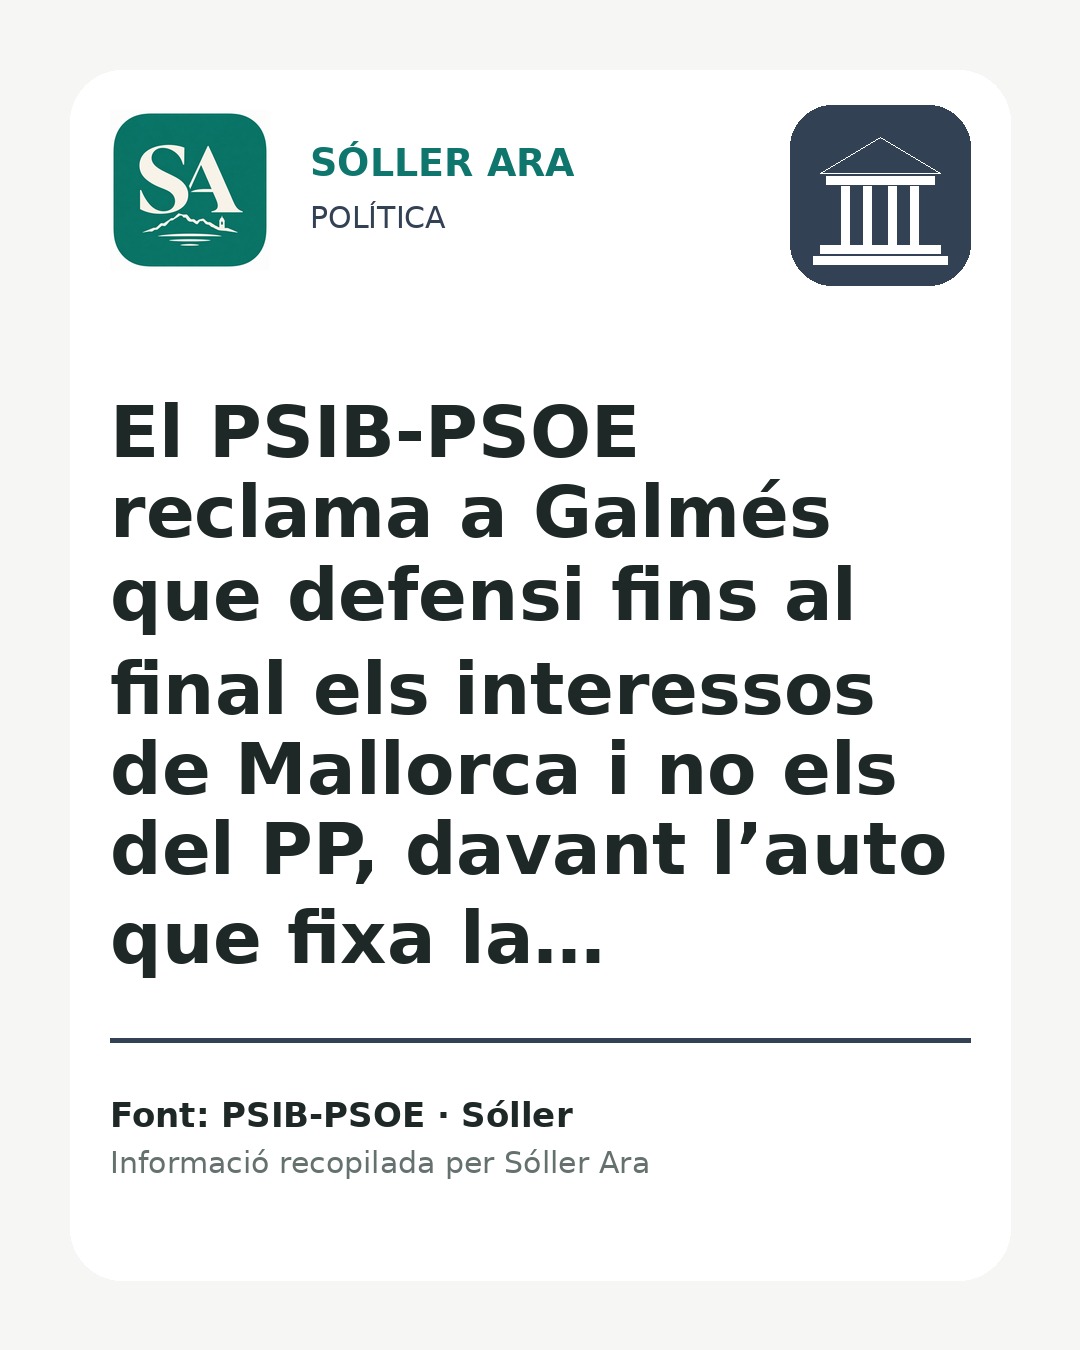 SA
SÓLLER ARA
POLÍTICA
El PSIB-PSOE
reclama a Galmés
que defensi fins al
final els interessos
de Mallorca i no els
del PP, davant l’auto
que fixa la…
Font: PSIB-PSOE · Sóller
Informació recopilada per Sóller Ara